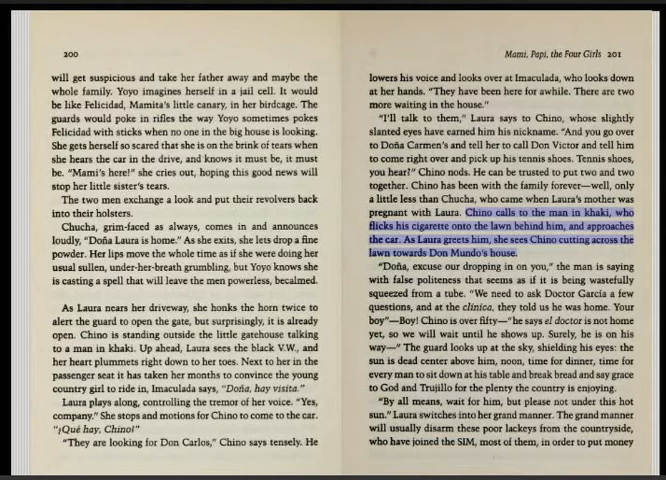 200
will get suspicious and take her father away and maybe the
whole family. Yoyo imagines herself in a jail cell. It would
be like Felicidad, Mamita's little canary, in her birdcage. The
guards would poke in rifles the way Yoyo sometimes pokes
Felicidad with sticks when no one in the big house is looking.
She gets herself so scared that she is on the brink of tears when
she hears the car in the drive, and knows it must be, it must
be. "Mami's here!" she cries out, hoping this good news will
stop her little sister's tears.
The two men exchange a look and put their revolvers back
into their holsters.
Chucha, grim-faced as always, comes in and announces
loudly, "Doña Laura is home." As she exits, she lets drop a fine
powder. Her lips move the whole time as if she were doing her
usual sullen, under-her-breath grumbling, but Yoyo knows she
is casting a spell that will leave the men powerless, becalmed.
As Laura nears her driveway, she honks the horn twice to
alert the guard to open the gate, but surprisingly, it is already
open. Chino is standing outside the little gatehouse talking
to a man in khaki. Up ahead, Laura sees the black V.W., and
her heart plummets right down to her toes. Next to her in the
passenger seat it has taken her months to convince the young
country girl to ride in, Imaculada says, "Doña, hay visita."
Laura plays along, controlling the tremor of her voice. "Yes,
company." She stops and motions for Chino to come to the car.
"¿Qué hay, Chino?"
"They are looking for Don Carlos," Chino says tensely. He
Mami, Papi, the Four Girls 201
lowers his voice and looks over at Imaculada, who looks down
at her hands. "They have been here for awhile. There are two
more waiting in the house."
"I'll talk to them," Laura says to Chino, whose slightly
slanted eyes have earned him his nickname. "And you go over
to Doña Carmen's and tell her to call Don Victor and tell him
to come right over and pick up his tennis shoes. Tennis shoes,
you hear?" Chino nods. He can be trusted to put two and two
together. Chino has been with the family forever—well, only
a little less than Chucha, who came when Laura's mother was
pregnant with Laura. Chino calls to the man in khaki, who
flicks his cigarette onto the lawn behind him, and approaches
the car. As Laura greets him, she sees Chino cutting across the
lawn towards Don Mundo's house.
"Doña, excuse our dropping in on you," the man is saying
with false politeness that seems as if it is being wastefully
squeezed from a tube. "We need to ask Doctor García a few
questions, and at the clínica, they told us he was home. Your
boy"—Boy! Chino is over fifty—"he says el doctor is not home
yet, so we will wait until he shows up. Surely, he is on his
way—" The guard looks up at the sky, shielding his eyes: the
sun is dead center above him, noon, time for dinner, time for
every man to sit down at his table and break bread and say grace
to God and Trujillo for the plenty the country is enjoying.
"By all means, wait for him, but please not under this hot
sun." Laura switches into her grand manner. The grand manner
will usually disarm these poor lackeys from the countryside,
who have joined the SIM, most of them, in order to put money